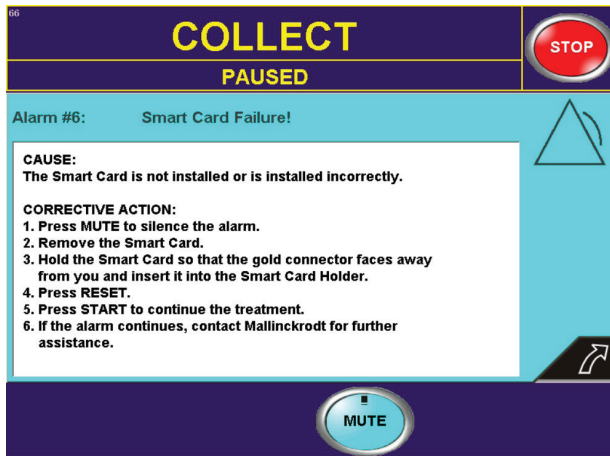 66
COLLECT
STOP
PAUSED
Alarm #6: Smart Card Failure!
CAUSE:
The Smart Card is not installed or is installed incorrectly.
CORRECTIVE ACTION:
1. Press MUTE to silence the alarm.
2. Remove the Smart Card.
3. Hold the Smart Card so that the gold connector faces away
from you and insert it into the Smart Card Holder.
4. Press RESET.
5. Press START to continue the treatment.
6. If the alarm continues, contact Mallinckrodt for further
assistance.
MUTE